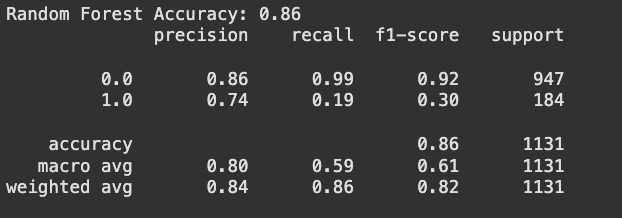 Random Forest Accuracy: 0.86
precision recall f1-score support
0.0 0.86 0.99 0.92 947
1.0 0.74 0.19 0.30 184
accuracy 0.86 1131
macro avg 0.80 0.59 0.61 1131
weighted avg 0.84 0.86 0.82 1131